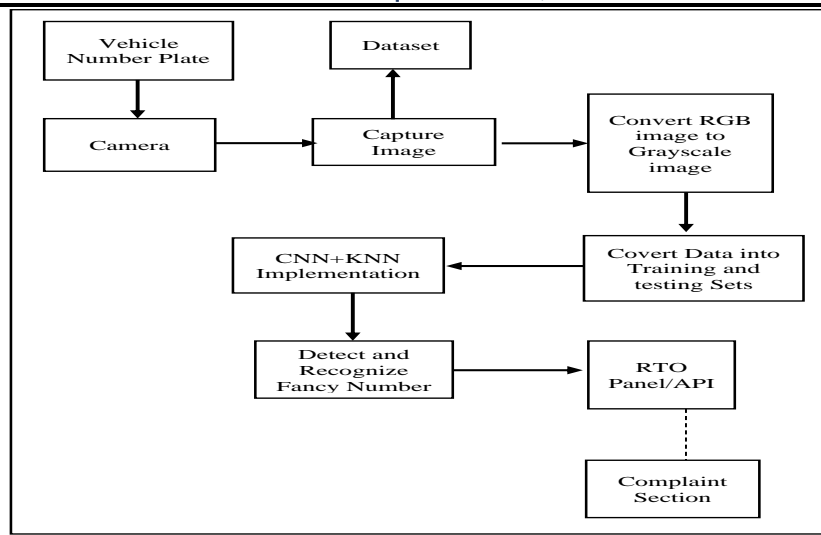 Vehicle
Number Plate
Dataset
Camera
Capture
Image
Convert RGB
image to
Grayscale
image
CNN+KNN
Implementation
Covert Data into
Training and
testing Sets
Detect and
Recognize
Fancy Number
RTO
Panel/API
Complaint
Section